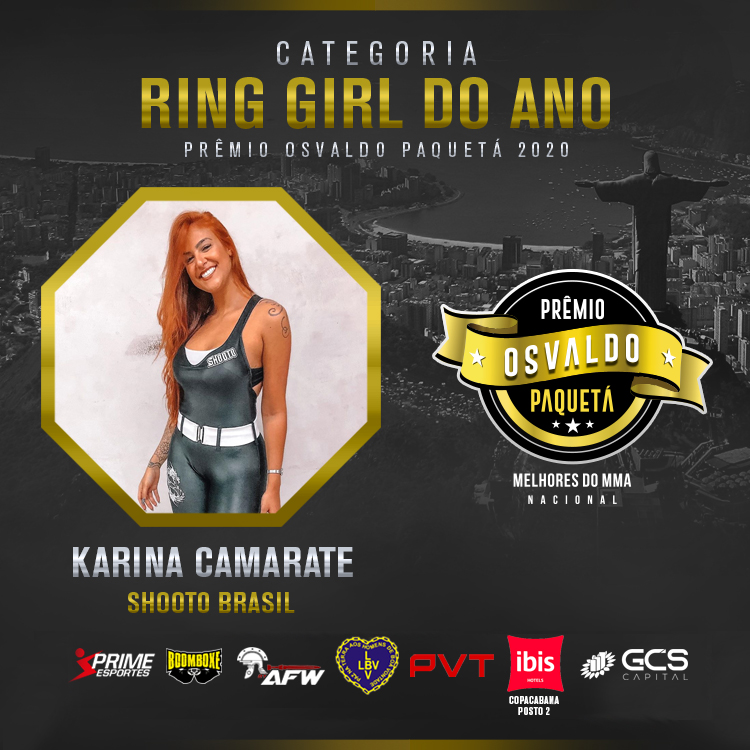 CATEGORIA
RING GIRL DO ANO
PRÊMIO OSVALDO PAQUETÁ 2020
SHOOTO
PRÊMIO
OSVALDO
PAQUETÁ
MELHORES DO MMA
NACIONAL
KARINA CAMARATE
SHOOTO BRASIL
PRIME
ESPORTES
BOOMBOXE
AFW
LBV
PVT
ibis
HOTELS
COPACABANA
POSTO 2
GCS
CAPITAL